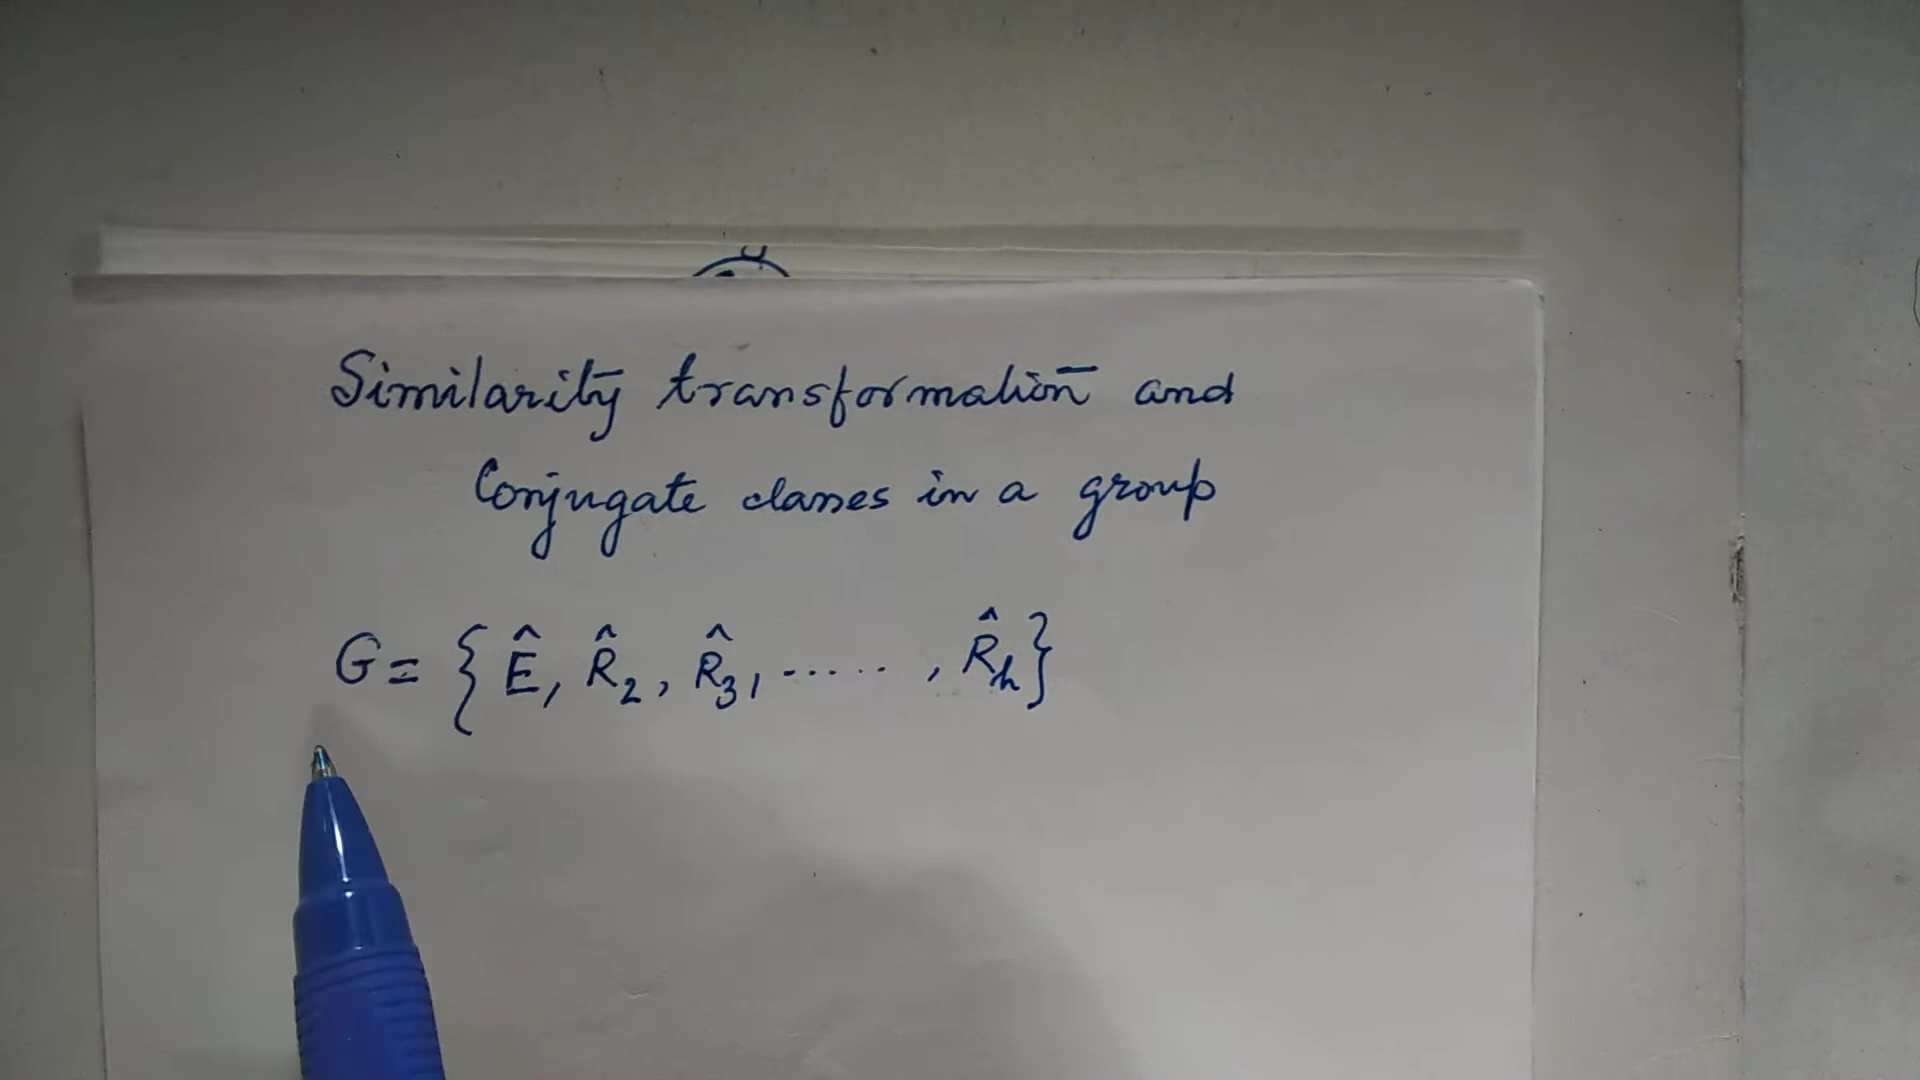 Similarity transformation and
Conjugate classes in a group
G = { Ê, R̂₂, R̂₃, ......, R̂ₕ}